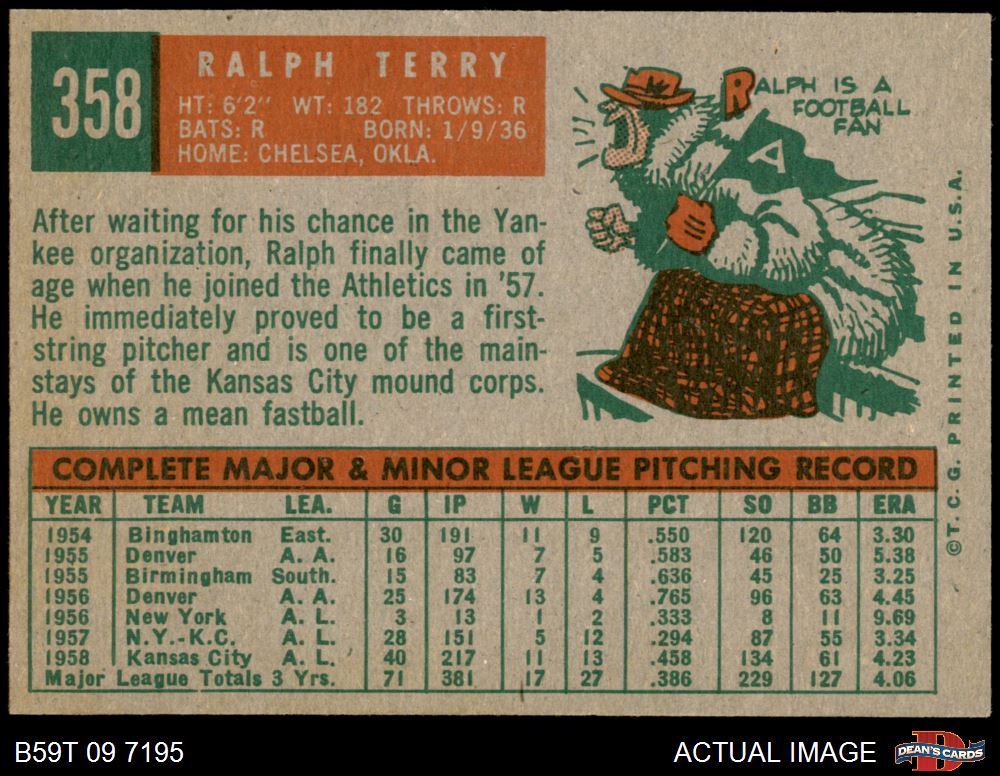 358
RALPH TERRY
HT: 6'2" WT: 182 THROWS: R
BATS: R BORN: 1/9/36
HOME: CHELSEA, OKLA.
RALPH IS A
FOOTBALL
FAN
A
After waiting for his chance in the Yan-
kee organization, Ralph finally came of
age when he joined the Athletics in '57.
He immediately proved to be a first-
string pitcher and is one of the main-
stays of the Kansas City mound corps.
He owns a mean fastball.
COMPLETE MAJOR & MINOR LEAGUE PITCHING RECORD
YEAR TEAM LEA. G IP W L PCT SO BB ERA
1954 Binghamton East. 30 191 11 9 .550 120 64 3.30
1955 Denver A. A. 16 97 7 5 .583 46 50 5.38
1955 Birmingham South. 15 83 7 4 .636 45 25 3.25
1956 Denver A. A. 25 174 13 4 .765 96 63 4.45
1956 New York A. L. 3 13 1 2 .333 8 11 9.69
1957 N.Y.-K.C. A. L. 28 151 5 12 .294 87 55 3.34
1958 Kansas City A. L. 40 217 11 13 .458 134 61 4.23
Major League Totals 3 Yrs. 71 381 17 27 .386 229 127 4.06
©T. C. G. PRINTED IN U.S.A.
B59T 09 7195
ACTUAL IMAGE
DEAN'S CARDS